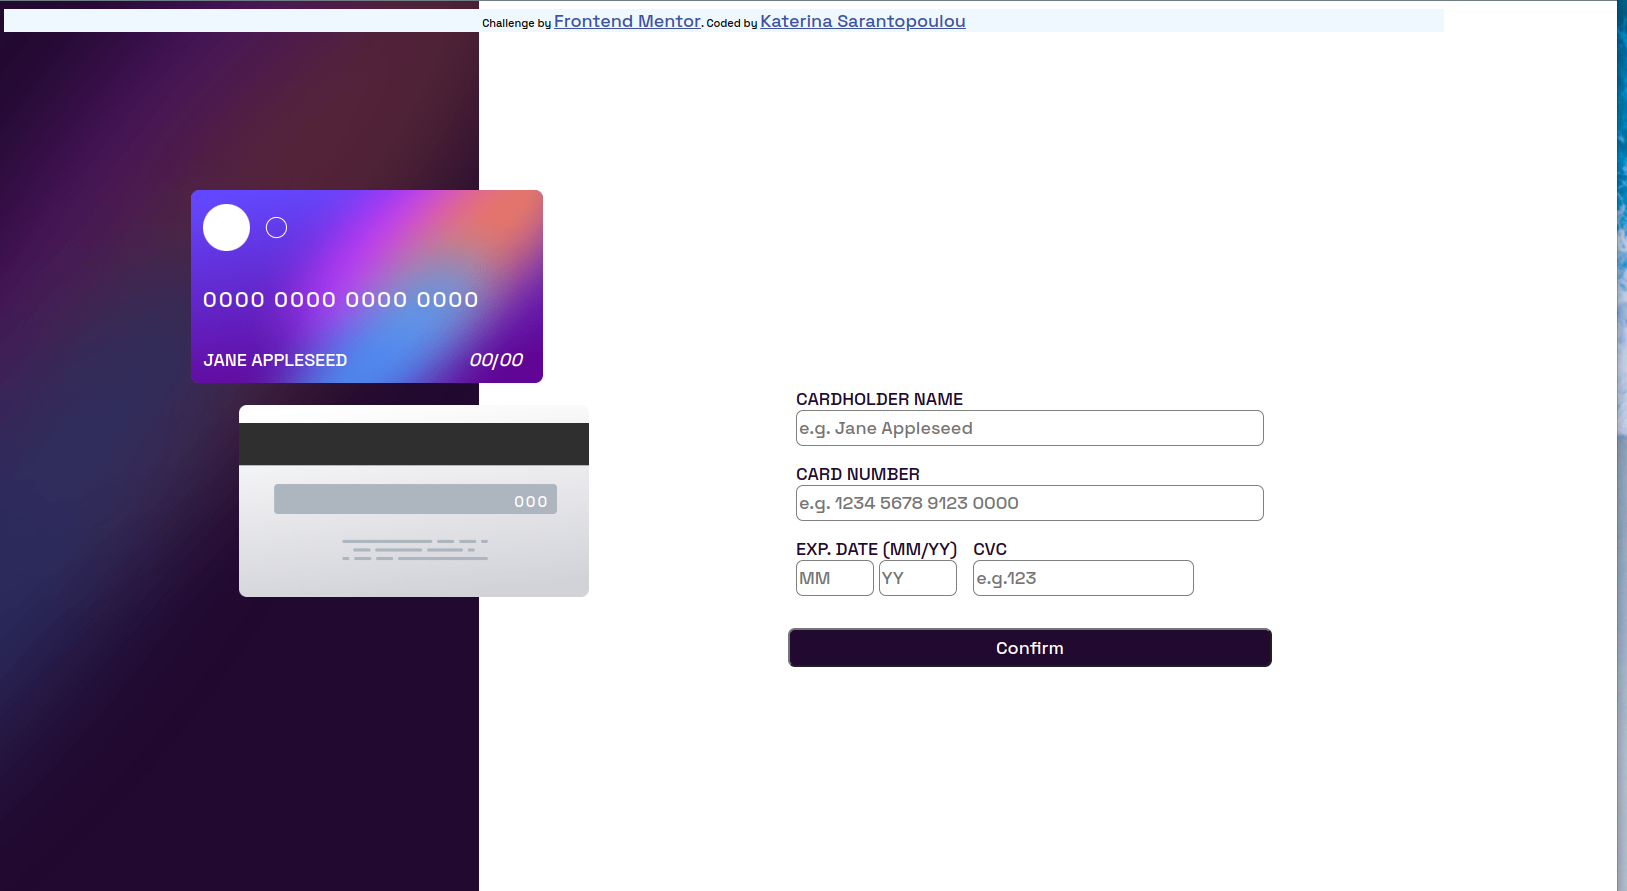 Challenge by Frontend Mentor. Coded by Katerina Sarantopoulou
0000 0000 0000 0000
JANE APPLESEED 00/00
000
CARDHOLDER NAME
e.g. Jane Appleseed
CARD NUMBER
e.g. 1234 5678 9123 0000
EXP. DATE (MM/YY) CVC
MM YY e.g.123
Confirm